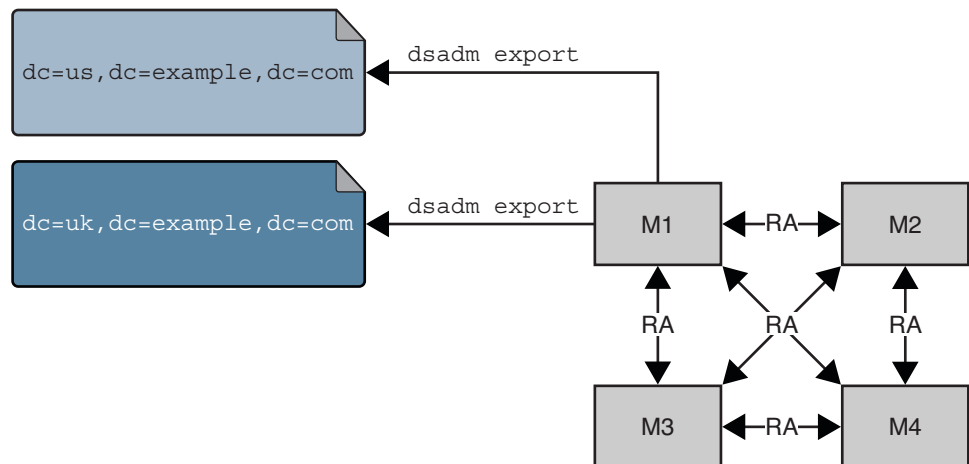 dsadm export
dc=us,dc=example,dc=com
dsadm export
dc=uk,dc=example,dc=com
M1
RA
M2
RA
RA
RA
M3
RA
M4